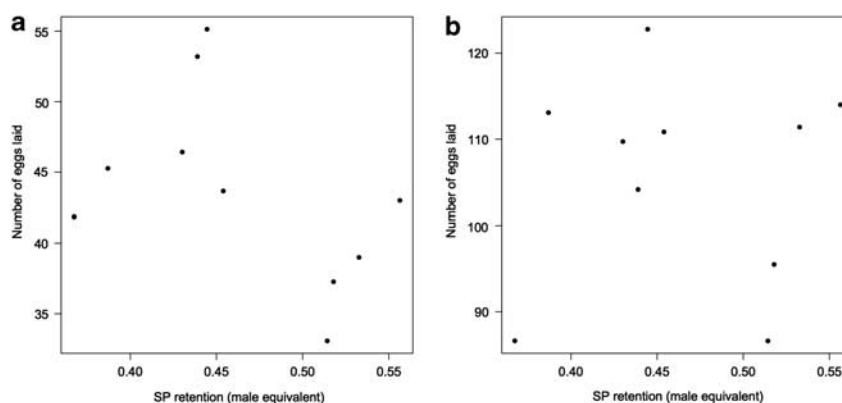 a
Number of eggs laid
55
50
45
40
35
0.40 0.45 0.50 0.55
SP retention (male equivalent)
b
Number of eggs laid
120
110
100
90
0.40 0.45 0.50 0.55
SP retention (male equivalent)